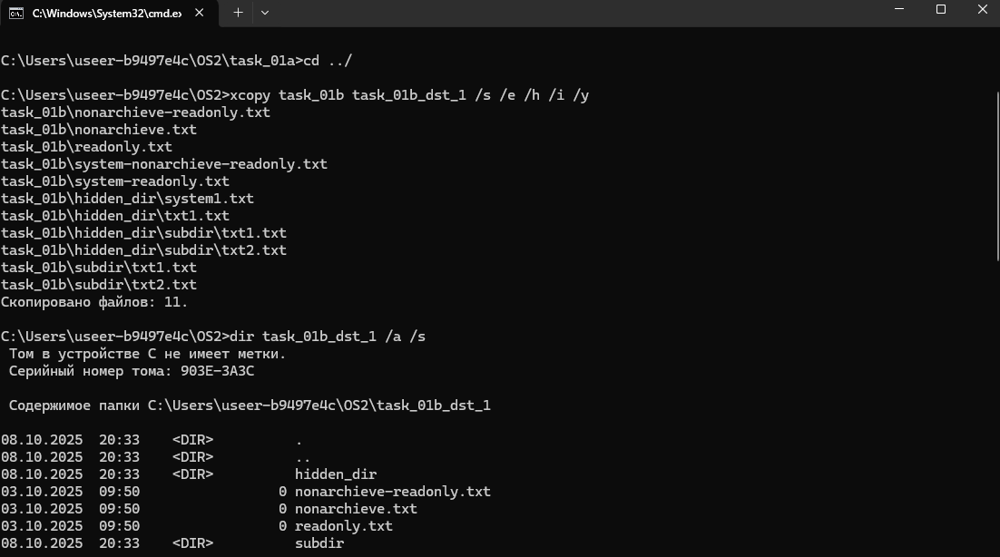 C:\Windows\System32\cmd.ex
C:\Users\useer-b9497e4c\OS2\task_01a>cd ../
C:\Users\useer-b9497e4c\OS2>xcopy task_01b task_01b_dst_1 /s /e /h /i /y
task_01b\nonarchieve-readonly.txt
task_01b\nonarchieve.txt
task_01b\readonly.txt
task_01b\system-nonarchieve-readonly.txt
task_01b\system-readonly.txt
task_01b\hidden_dir\system1.txt
task_01b\hidden_dir\txt1.txt
task_01b\hidden_dir\subdir\txt1.txt
task_01b\hidden_dir\subdir\txt2.txt
task_01b\subdir\txt1.txt
task_01b\subdir\txt2.txt
Скопировано файлов: 11.
C:\Users\useer-b9497e4c\OS2>dir task_01b_dst_1 /a /s
Том в устройстве C не имеет метки.
Серийный номер тома: 903E-3A3C
Содержимое папки C:\Users\useer-b9497e4c\OS2\task_01b_dst_1
08.10.2025  20:33    <DIR>          .
08.10.2025  20:33    <DIR>          ..
08.10.2025  20:33    <DIR>          hidden_dir
03.10.2025  09:50                 0 nonarchieve-readonly.txt
03.10.2025  09:50                 0 nonarchieve.txt
03.10.2025  09:50                 0 readonly.txt
08.10.2025  20:33    <DIR>          subdir